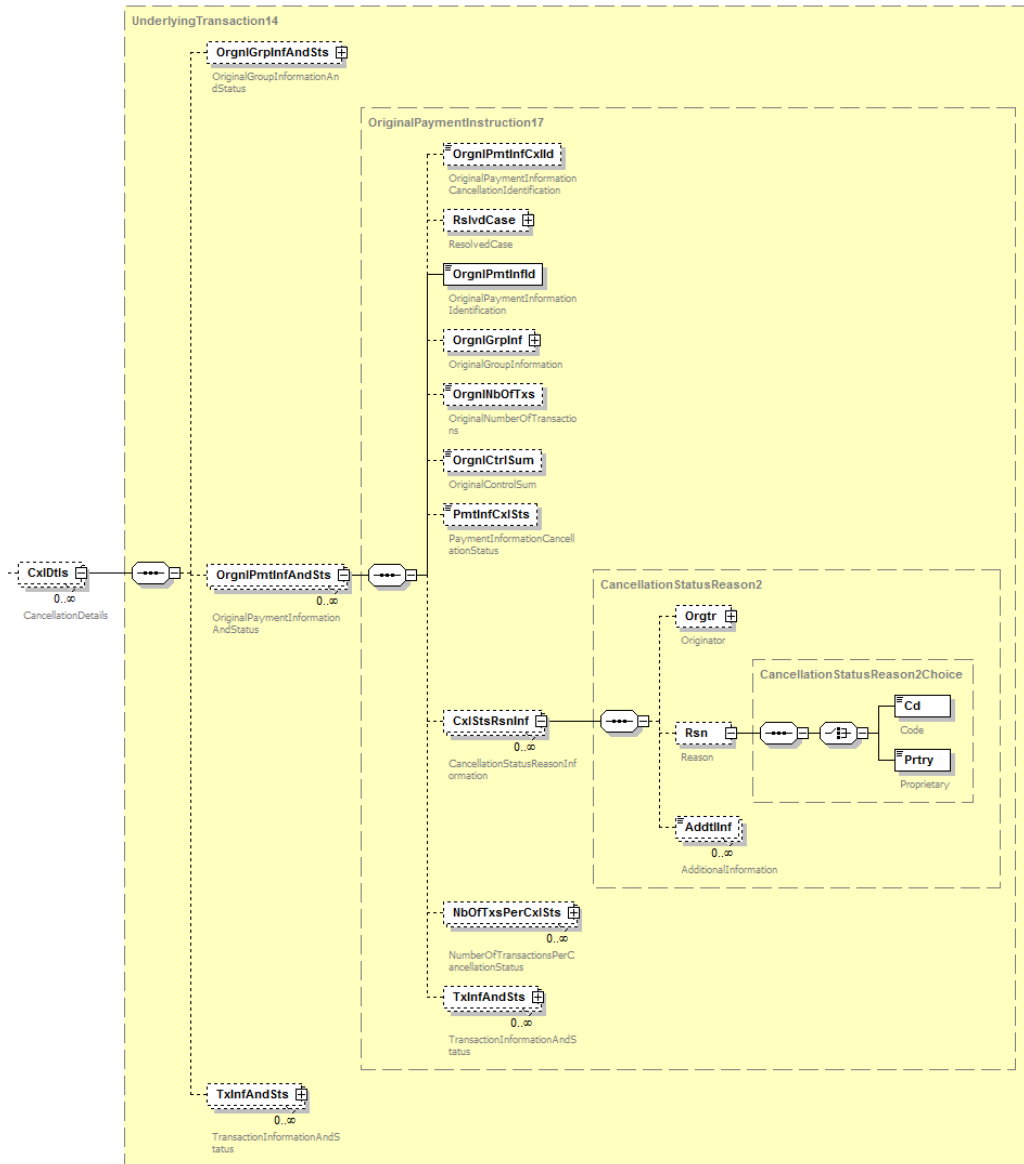 UnderlyingTransaction14
OrgnlGrpInfAndSts
OriginalGroupInformationAn
dStatus
OriginalPaymentInstruction17
OrgnlPmtInfCxlId
OriginalPaymentInformation
CancellationIdentification
RslvdCase
ResolvedCase
OrgnlPmtInfId
OriginalPaymentInformation
Identification
OrgnlGrpInf
OriginalGroupInformation
OrgnlNbOfTxs
OriginalNumberOfTransactio
ns
OrgnlCtrlSum
OriginalControlSum
PmtInfCxlSts
PaymentInformationCancell
ationStatus
CxlDtls
0..∞
CancellationDetails
OrgnlPmtInfAndSts
0..∞
OriginalPaymentInformation
AndStatus
CancellationStatusReason2
Orgtr
Originator
CancellationStatusReason2Choice
Cd
Code
Prtry
Proprietary
CxlStsRsnInf
0..∞
CancellationStatusReasonInf
ormation
Rsn
Reason
AddtlInf
0..∞
AdditionalInformation
NbOfTxsPerCxlSts
0..∞
NumberOfTransactionsPerC
ancellationStatus
TxInfAndSts
0..∞
TransactionInformationAndS
tatus
TxInfAndSts
0..∞
TransactionInformationAndS
tatus